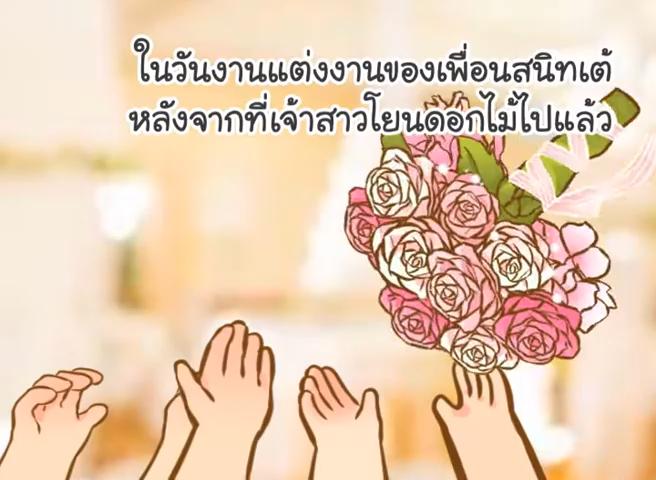 ในวันงานแต่งงานของเพื่อนสนิทเต้
หลังจากที่เจ้าสาวโยนดอกไม้ไปแล้ว